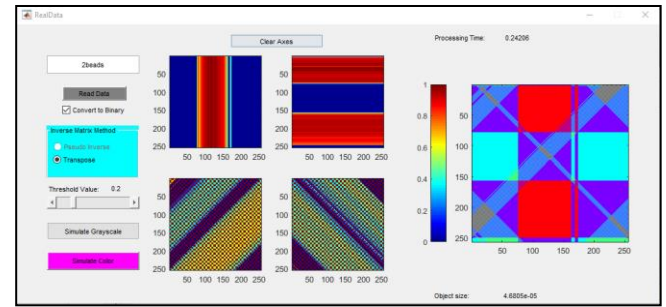 RealData
Clear Axes
Processing Time: 0.24206
2beads
Read Data
Convert to Binary
Inverse Matrix Method
Pseudo Inverse
Transpose
Threshold Value: 0.2
Simulate Grayscale
Simulate Color
50
100
150
200
250
50 100 150 200 250
50
100
150
200
250
50 100 150 200 250
50
100
150
200
250
50 100 150 200 250
50
100
150
200
250
50 100 150 200 250
1
0.8
0.6
0.4
0.2
0
50
100
150
200
250
50 100 150 200 250
Object size: 4.6805e-05